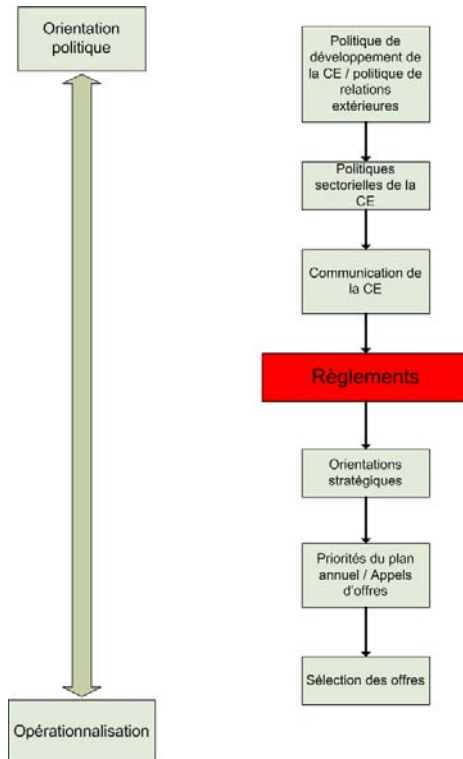 Orientation
politique
Politique de
développement de
la CE / politique de
relations
extérieures
Politiques
sectorielles de la
CE
Communication de
la CE
Règlements
Orientations
stratégiques
Priorités du plan
annuel / Appels
d'offres
Sélection des offres
Opérationnalisation